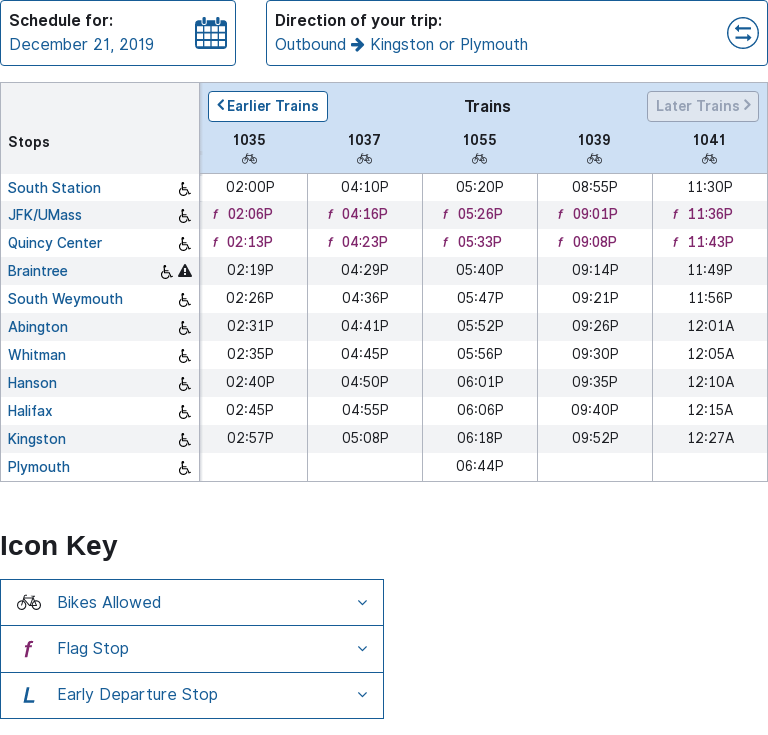 Schedule for:
December 21, 2019
Direction of your trip:
Outbound Kingston or Plymouth
Earlier Trains Trains Later Trains
Stops 1035 1037 1055 1039 1041
South Station 02:00P 04:10P 05:20P 08:55P 11:30P
JFK/UMass f 02:06P f 04:16P f 05:26P f 09:01P f 11:36P
Quincy Center f 02:13P f 04:23P f 05:33P f 09:08P f 11:43P
Braintree 02:19P 04:29P 05:40P 09:14P 11:49P
South Weymouth 02:26P 04:36P 05:47P 09:21P 11:56P
Abington 02:31P 04:41P 05:52P 09:26P 12:01A
Whitman 02:35P 04:45P 05:56P 09:30P 12:05A
Hanson 02:40P 04:50P 06:01P 09:35P 12:10A
Halifax 02:45P 04:55P 06:06P 09:40P 12:15A
Kingston 02:57P 05:08P 06:18P 09:52P 12:27A
Plymouth 06:44P
Icon Key
Bikes Allowed
f Flag Stop
L Early Departure Stop